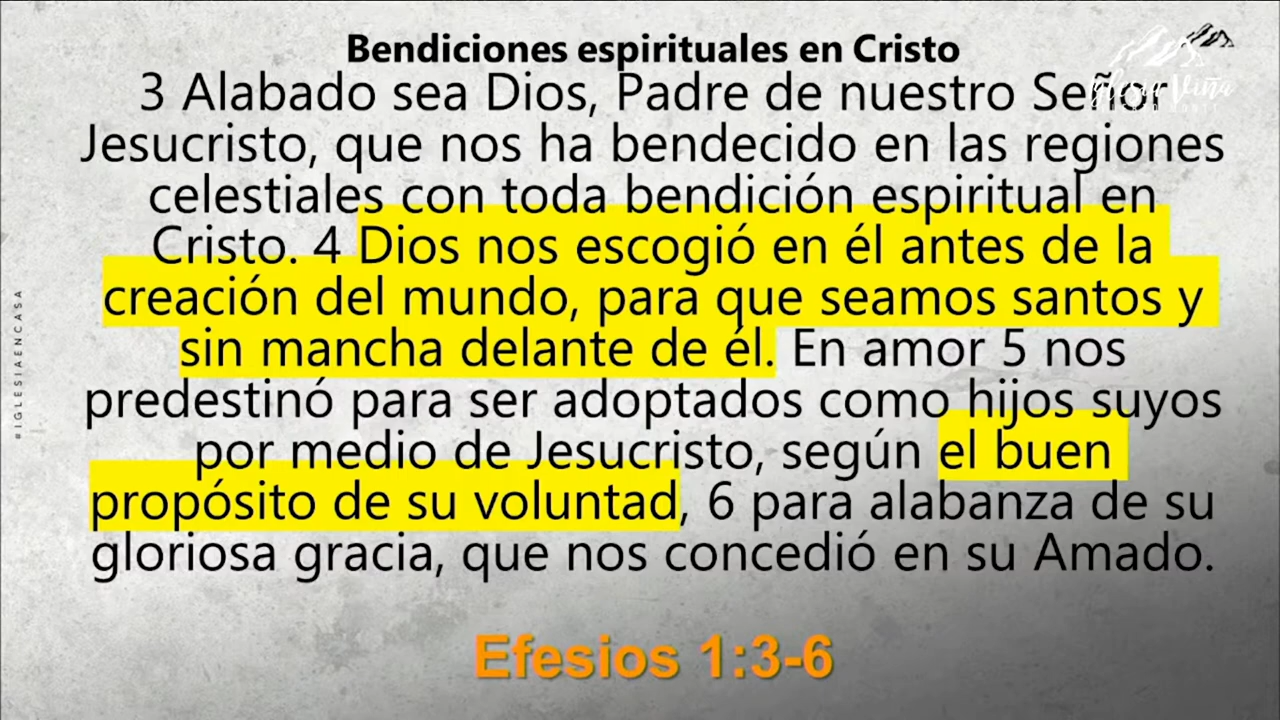 Bendiciones espirituales en Cristo
3 Alabado sea Dios, Padre de nuestro Señor
Jesucristo, que nos ha bendecido en las regiones
celestiales con toda bendición espiritual en
Cristo. 4 Dios nos escogió en él antes de la
creación del mundo, para que seamos santos y
sin mancha delante de él. En amor 5 nos
predestinó para ser adoptados como hijos suyos
por medio de Jesucristo, según el buen
propósito de su voluntad, 6 para alabanza de su
gloriosa gracia, que nos concedió en su Amado.
Efesios 1:3-6
Iglesia Viña
#IGLESIAENCASA